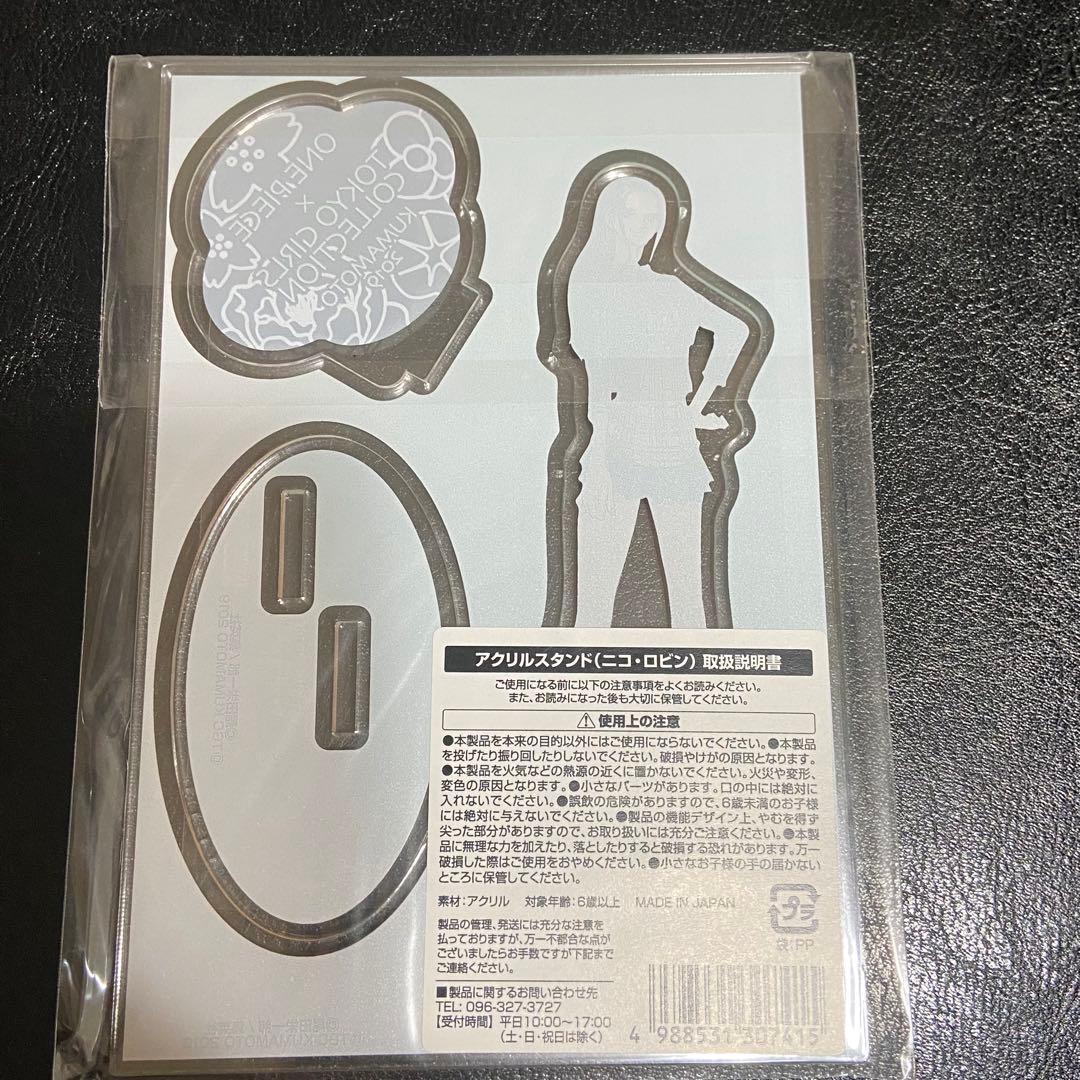 ONE PIECE
×
TOKYO GIRLS
COLLECTION
KUMAMOTO
2019
©尾田栄一郎
©TGC KUMAMOTO 2019
アクリルスタンド(ニコ・ロビン) 取扱説明書
ご使用になる前に以下の注意事項をよくお読みください。
また、お読みになった後も大切に保管してください。
⚠使用上の注意
●本製品を本来の目的以外にはご使用にならないでください。●本製品
を投げたり振り回したりしないでください。破損やけがの原因となります。
●本製品を火気などの熱源の近くに置かないでください。火災や変形、
変色の原因となります。●小さなパーツがあります。口の中には絶対に
入れないでください。●誤飲の危険がありますので、6歳未満のお子様
には絶対に与えないでください。●製品の機能デザイン上、やむを得ず
尖った部分がありますので、お取り扱いには充分ご注意ください。●本製
品に無理な力を加えたり、落としたりすると破損する恐れがあります。万一
破損した際はご使用をおやめください。●小さなお子様の手の届かない
ところに保管してください。
素材:アクリル 対象年齢:6歳以上 MADE IN JAPAN
製品の管理、発送には充分な注意を
払っておりますが、万一不都合な点が
ございましたらお手数ですが下記まで
ご連絡ください。
プラ
袋:PP
■製品に関するお問い合わせ先
TEL: 096-327-3727
【受付時間】平日10:00〜17:00
(土・日・祝日は除く)
4 988531 307415